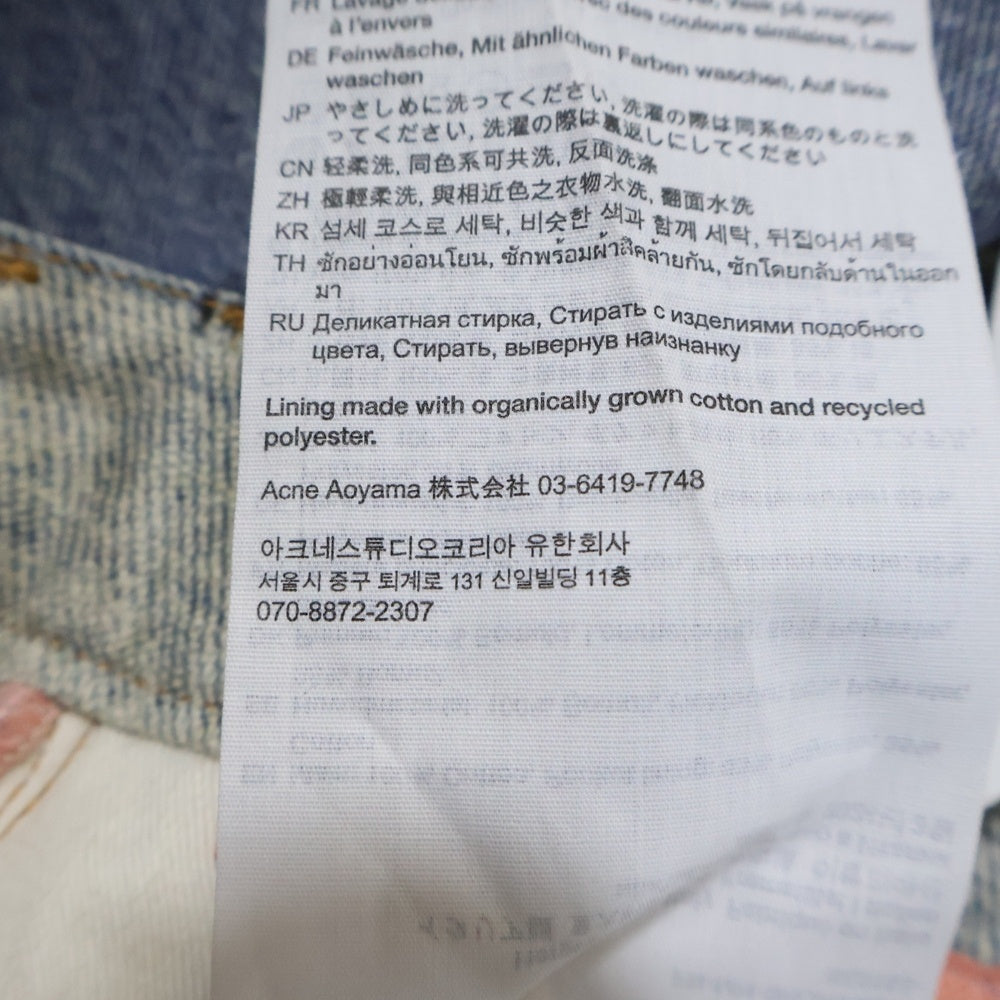 FR Lavage
à l'envers des couleurs similaires, Laver
DE Feinwäsche, Mit ähnlichen Farben waschen, Auf links
waschen
JP やさしめに洗ってください, 洗濯の際は同系色のものと洗
ってください, 洗濯の際は裏返しにしてください
CN 轻柔洗, 同色系可共洗, 反面洗涤
ZH 極輕柔洗, 與相近色之衣物水洗, 翻面水洗
KR 섬세 코스로 세탁, 비슷한 색과 함께 세탁, 뒤집어서 세탁
TH ซักอย่างอ่อนโยน, ซักพร้อมผ้าสีคล้ายกัน, ซักโดยกลับด้านในออก
มา
RU Деликатная стирка, Стирать с изделиями подобного
цвета, Стирать, вывернув наизнанку
Lining made with organically grown cotton and recycled
polyester.
Acne Aoyama 株式会社 03-6419-7748
아크네스튜디오코리아 유한회사
서울시 중구 퇴계로 131 신일빌딩 11층
070-8872-2307